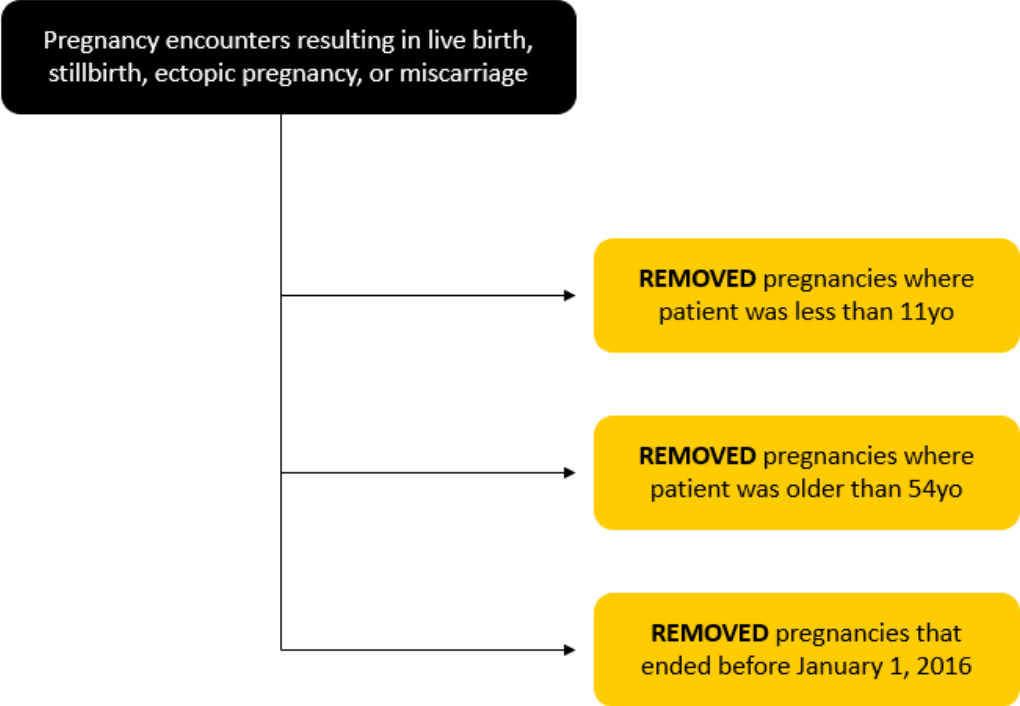 Pregnancy encounters resulting in live birth,
stillbirth, ectopic pregnancy, or miscarriage
REMOVED pregnancies where
patient was less than 11yo
REMOVED pregnancies where
patient was older than 54yo
REMOVED pregnancies that
ended before January 1, 2016